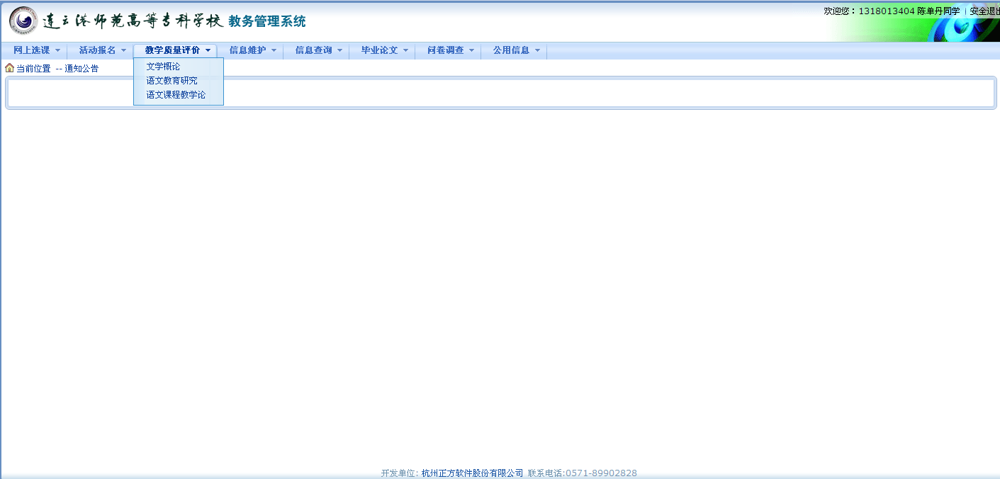 连云港师范高等专科学校 教务管理系统
欢迎您：1318013404 陈单丹同学 | 安全退出
网上选课 活动报名 教学质量评价 信息维护 信息查询 毕业论文 问卷调查 公用信息
当前位置 -- 通知公告
文学概论
语文教育研究
语文课程教学论
开发单位：杭州正方软件股份有限公司 联系电话:0571-89902828